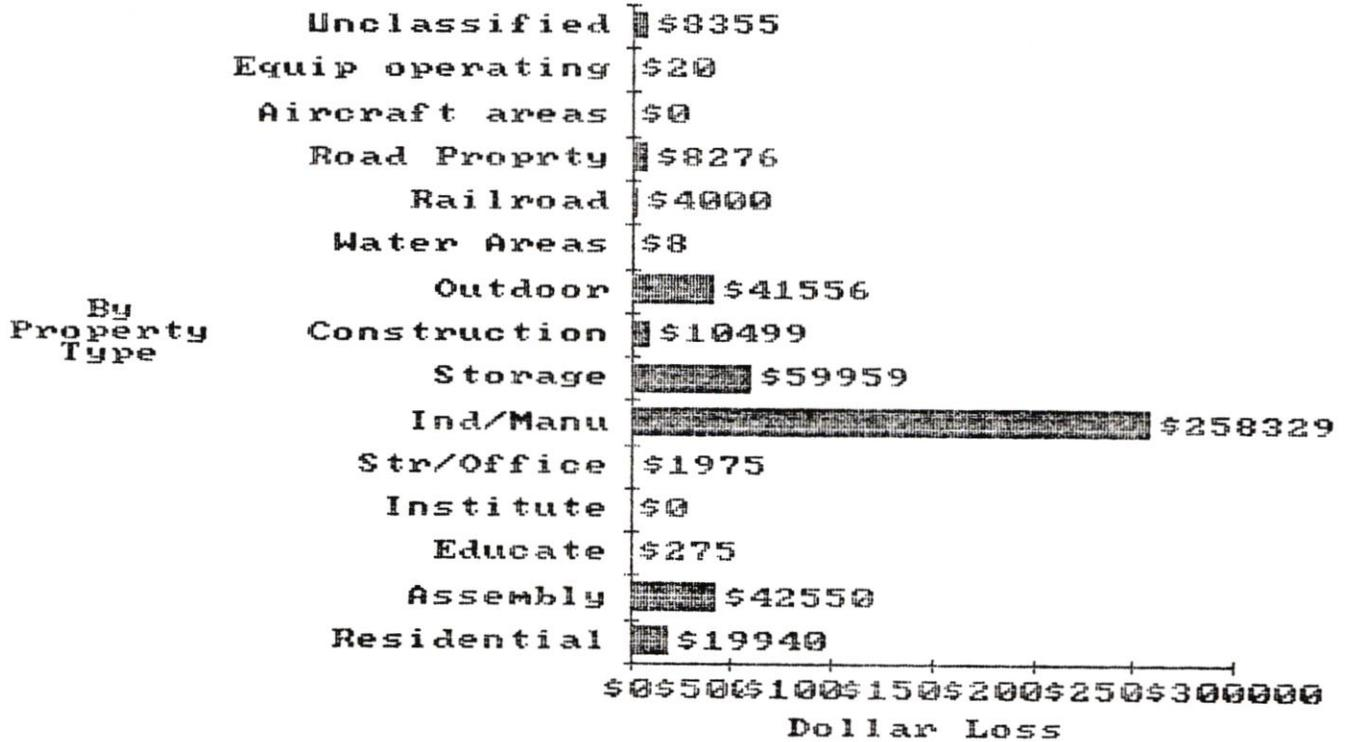 Unclassified $8355
Equip operating $20
Aircraft areas $0
Road Proprty $8276
Railroad $4000
Water Areas $8
Outdoor $41556
By
Property
Type
Construction $10499
Storage $59959
Ind/Manu $258329
Str/Office $1975
Institute $0
Educate $275
Assembly $42550
Residential $19940
$0$500$100$150$200$250$300000
Dollar Loss